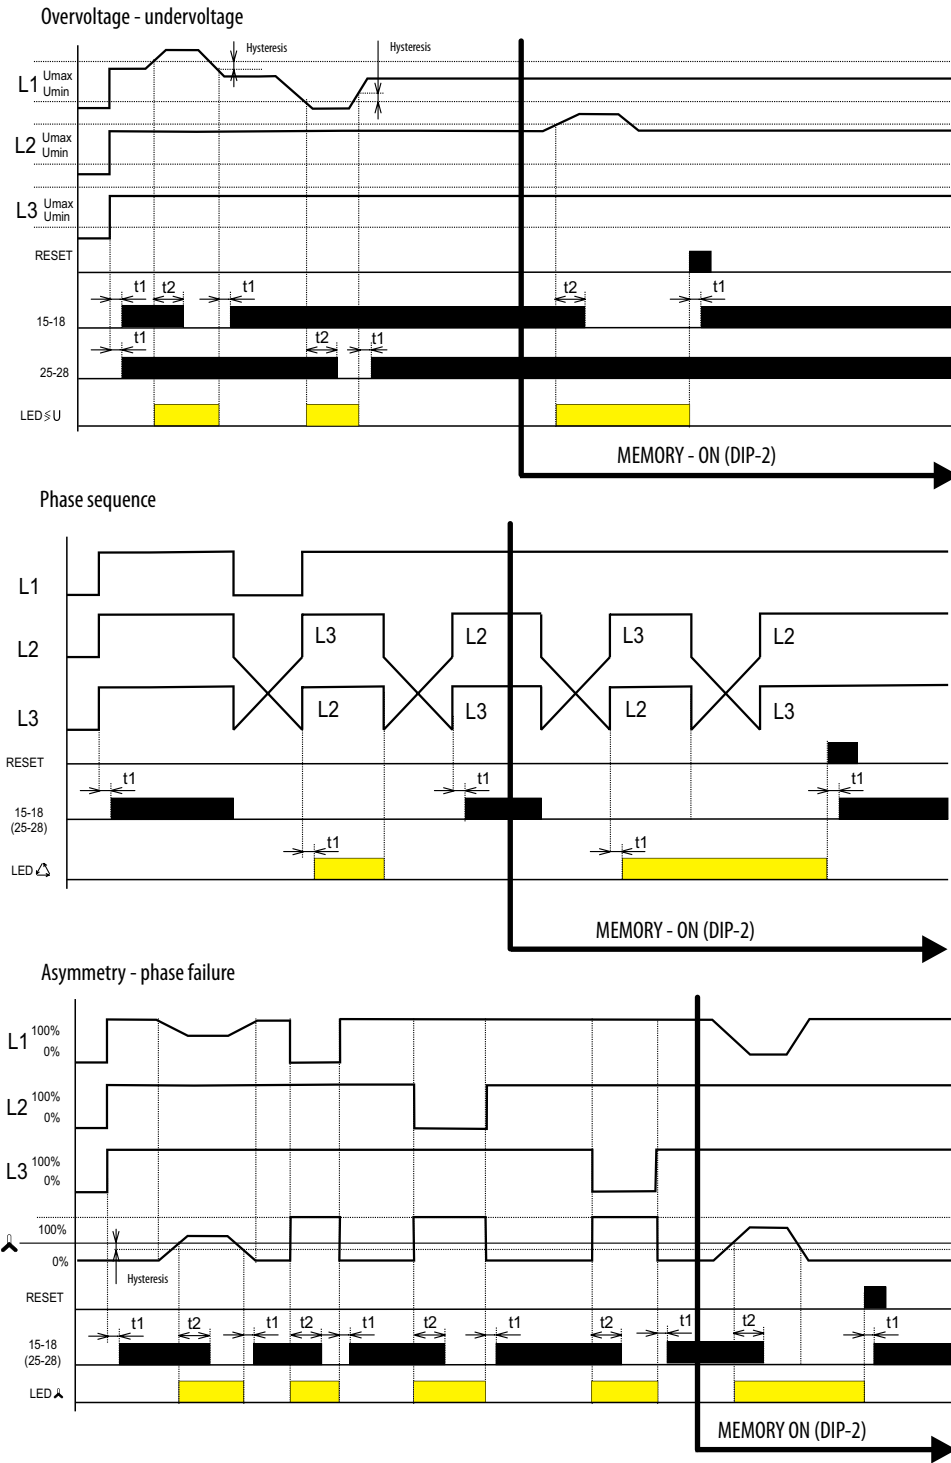 Overvoltage - undervoltage
Hysteresis
Hysteresis
L1 Umax
Umin
L2 Umax
Umin
L3 Umax
Umin
RESET
t1 t2 t1 t2 t1
15-18
t1 t2 t1
25-28
LED ≶U
MEMORY - ON (DIP-2)
Phase sequence
L1
L2 L3 L2 L3 L2
L3 L2 L3 L2 L3
RESET
t1 t1 t1
15-18
(25-28)
t1 t1
LED
MEMORY - ON (DIP-2)
Asymmetry - phase failure
L1 100%
0%
L2 100%
0%
L3 100%
0%
100%
0%
Hysteresis
RESET
t1 t2 t1 t2 t1 t2 t1 t2 t1 t2 t1
15-18
(25-28)
LED
MEMORY ON (DIP-2)